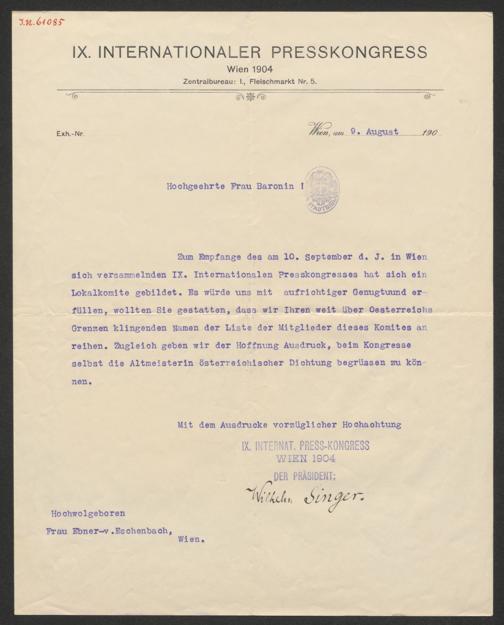 I.N. 61085
IX. INTERNATIONALER PRESSKONGRESS
Wien 1904
Zentralbureau: I., Fleischmarkt Nr. 5.
Exh.-Nr.
Wien, am 9. August 190
Hochgeehrte Frau Baronin !
Zum Empfange des am 10. September d. J. in Wien
sich versammelnden IX. Internationalen Presskongresses hat sich ein
Lokalkomite gebildet. Es würde uns mit aufrichtiger Genugtuund er-
füllen, wollten Sie gestatten, dass wir Ihren weit über Oesterreichs
Grenzen klingenden Namen der Liste der Mitglieder dieses Komites an
reihen. Zugleich geben wir der Hoffnung Ausdruck, beim Kongresse
selbst die Altmeisterin österreichischer Dichtung begrüssen zu kön-
nen.
Mit dem Ausdrucke vorzüglicher Hochachtung
IX. INTERNAT. PRESS-KONGRESS
WIEN 1904
DER PRÄSIDENT:
Wilhelm Singer.
Hochwolgeboren
Frau Ebner-v.Eschenbach,
Wien.